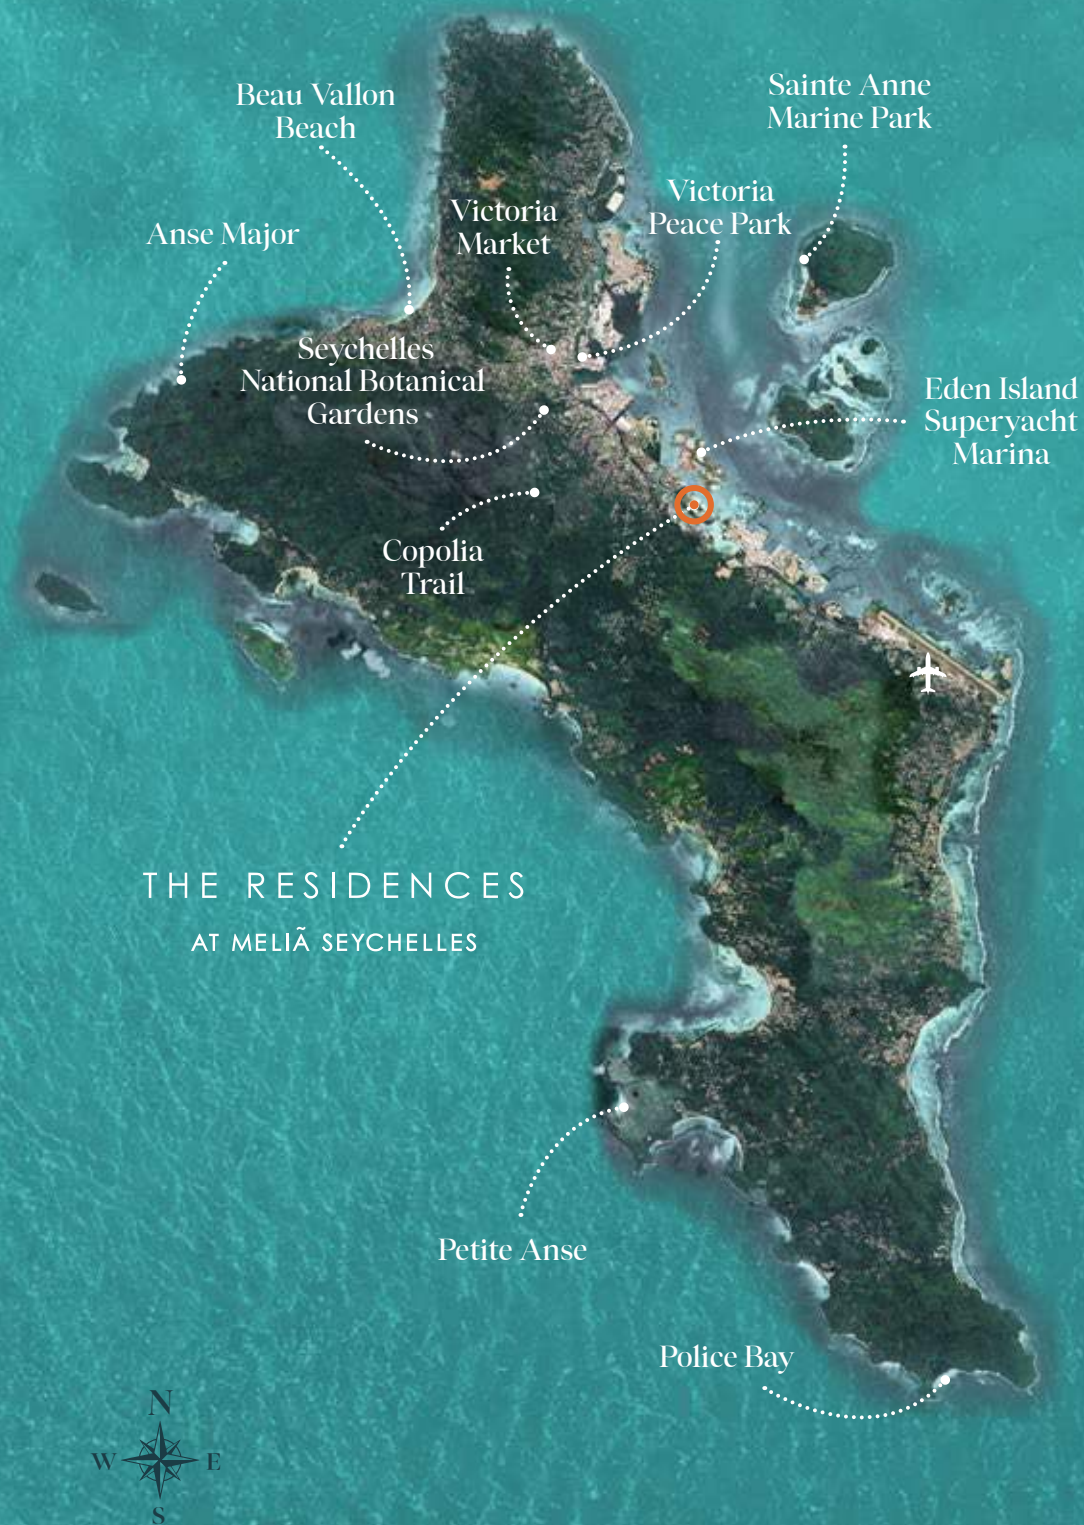 Beau Vallon
Beach
Sainte Anne
Marine Park
Victoria
Peace Park
Victoria
Market
Anse Major
Seychelles
National Botanical
Gardens
Eden Island
Superyacht
Marina
Copolia
Trail
THE RESIDENCES
AT MELIÃ SEYCHELLES
Petite Anse
Police Bay
N
W E
S